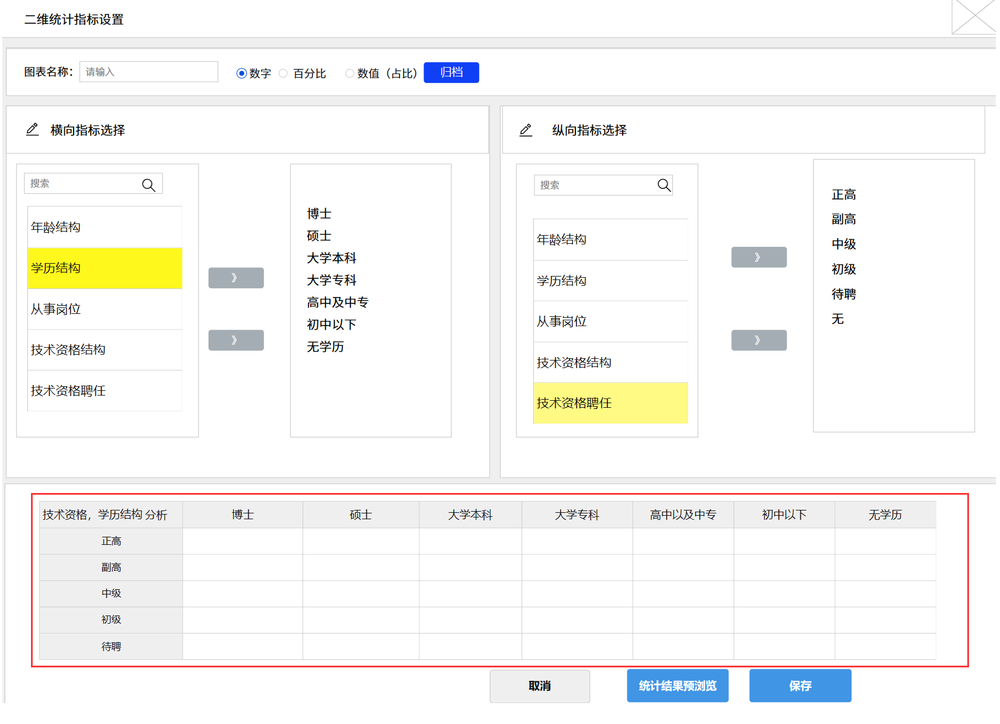 二维统计指标设置
图表名称： 请输入 数字 百分比 数值（占比） 归档
横向指标选择
搜索
年龄结构
学历结构
从事岗位
技术资格结构
技术资格聘任
》
》
博士
硕士
大学本科
大学专科
高中及中专
初中以下
无学历
纵向指标选择
搜索
年龄结构
学历结构
从事岗位
技术资格结构
技术资格聘任
》
》
正高
副高
中级
初级
待聘
无
技术资格，学历结构 分析 博士 硕士 大学本科 大学专科 高中以及中专 初中以下 无学历
正高
副高
中级
初级
待聘
取消 统计结果预浏览 保存